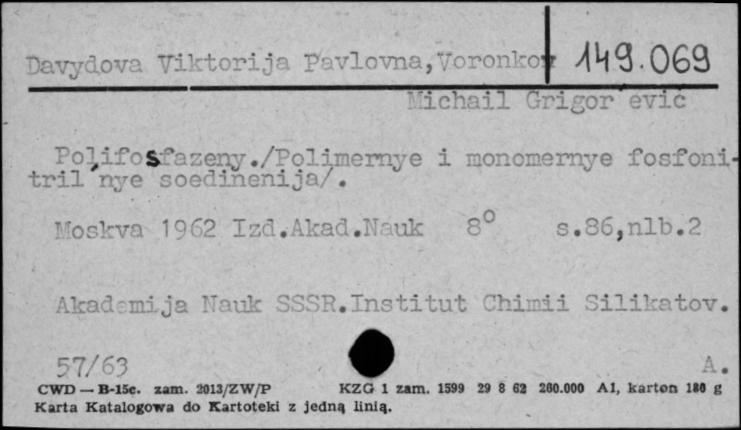 Davydova Viktorija Pavlovna,Voronkov 149.069
Michail Grigor'evic
Polifosfazeny./Polimernye i monomernye fosfoni-
tril'nye soedinenija/.
Moskva 1962 Izd.Akad.Nauk 8° s.86,nlb.2
Akademija Nauk SSSR.Institut Chimii Silikatov.
57/63 A.
CWD — B-15c. zam. 2013/ZW/P KZG 1 zam. 1599 29 8 62 260.000 A1, karton 180 g
Karta Katalogowa do Kartoteki z jedną linią.